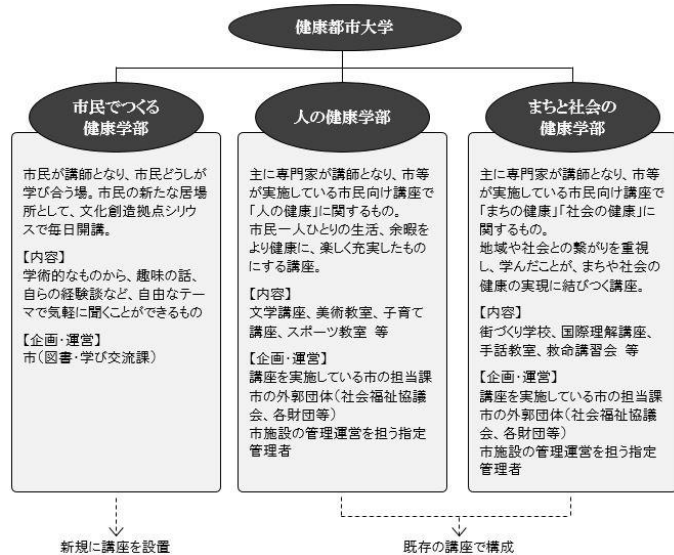 健康都市大学
市民でつくる
健康学部
市民が講師となり、市民どうしが
学び合う場。市民の新たな居場
所として、文化創造拠点シリウ
スで毎日開講。
【内容】
学術的なものから、趣味の話、
自らの経験談など、自由なテー
マで気軽に聞くことができるもの
【企画・運営】
市(図書・学び交流課)
新規に講座を設置
人の健康学部
主に専門家が講師となり、市等
が実施している市民向け講座で
「人の健康」に関するもの。
市民一人ひとりの生活、余暇を
より健康に、楽しく充実したもの
にする講座。
【内容】
文学講座、美術教室、子育て
講座、スポーツ教室 等
【企画・運営】
講座を実施している市の担当課
市の外郭団体(社会福祉協議
会、各財団等)
市施設の管理運営を担う指定
管理者
まちと社会の
健康学部
主に専門家が講師となり、市等
が実施している市民向け講座で
「まちの健康」「社会の健康」に
関するもの。
地域や社会との繋がりを重視
し、学んだことが、まちや社会の
健康の実現に結びつく講座。
【内容】
街づくり学校、国際理解講座、
手話教室、救命講習会 等
【企画・運営】
講座を実施している市の担当課
市の外郭団体(社会福祉協議
会、各財団等)
市施設の管理運営を担う指定
管理者
既存の講座で構成